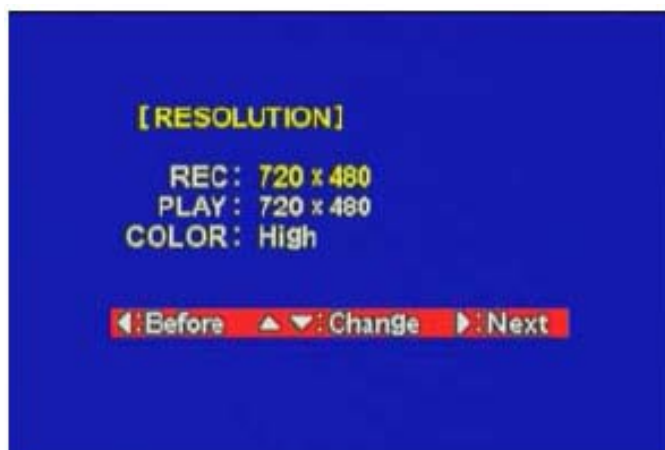 [RESOLUTION]
REC: 720 x 480
PLAY: 720 x 480
COLOR: High
◀:Before ▲ ▼:Change ▶:Next